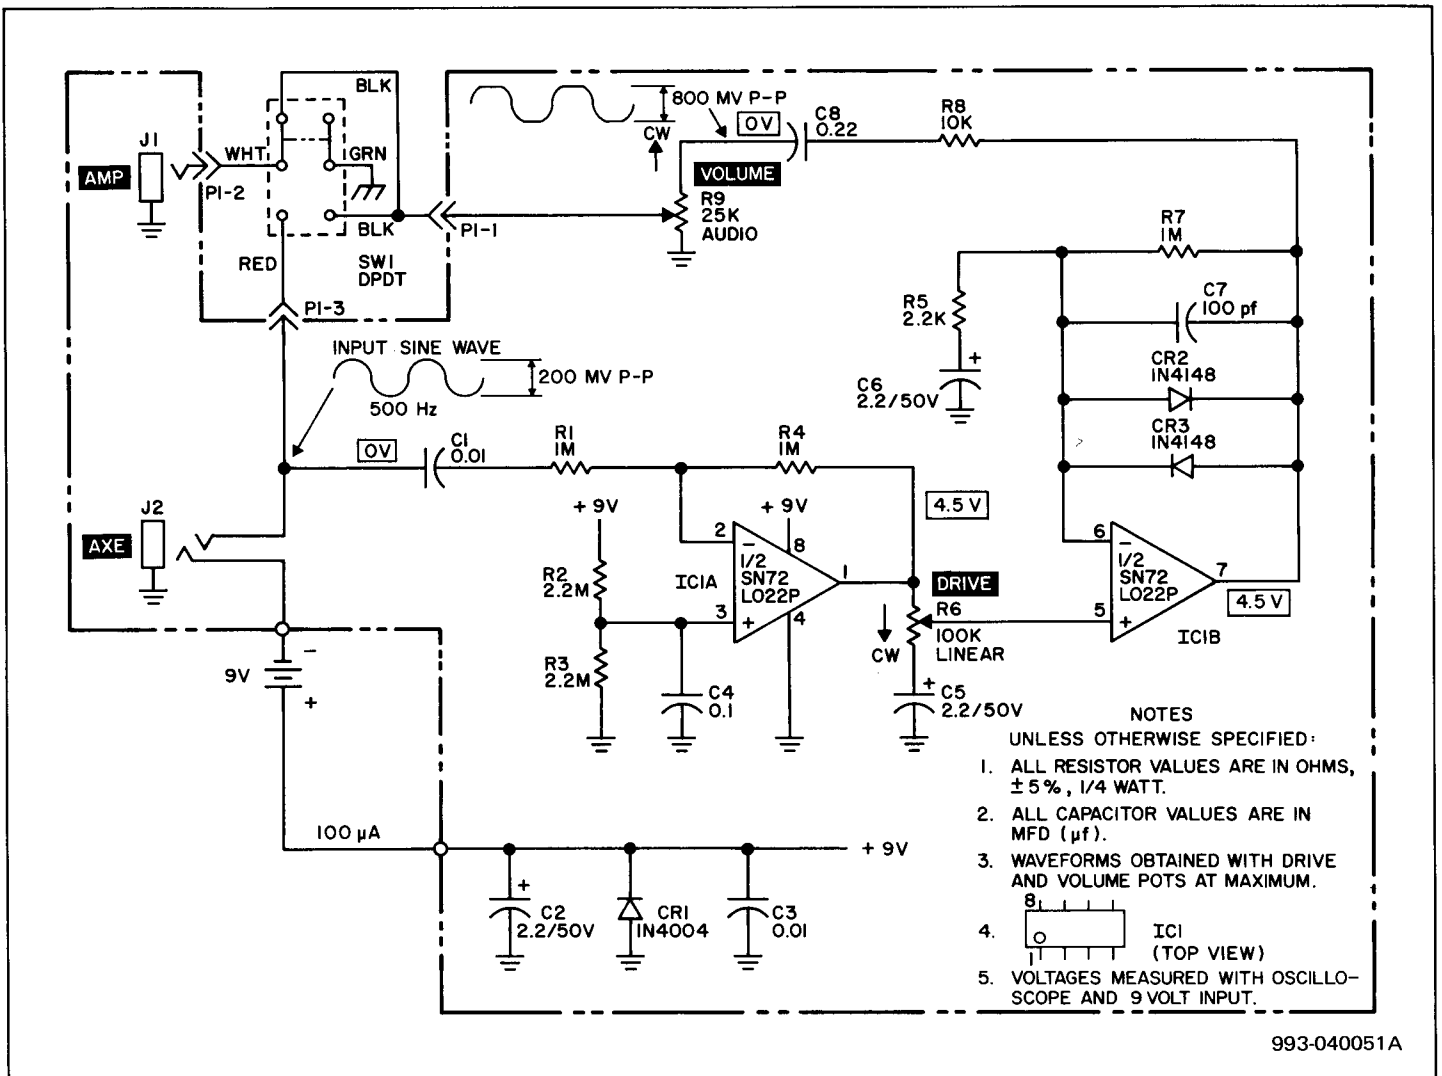 BLK
800 MV P-P
0V
C8
0.22
R8
10K
CW
J1
AMP
WHT
GRN
P1-2
VOLUME
R9
25K
AUDIO
BLK
P1-1
RED
SW1
DPDT
P1-3
R7
1M
R5
2.2K
C7
100 pf
+
C6
2.2/50V
CR2
1N4148
CR3
1N4148
INPUT SINE WAVE
200 MV P-P
500 Hz
0V
C1
0.01
R1
1M
R4
1M
+ 9V
+ 9V
4.5 V
J2
AXE
2
−
8
1/2
SN72
L022P
IC1A
1
3
+
4
R2
2.2M
R3
2.2M
C4
0.1
DRIVE
R6
100K
LINEAR
CW
+
C5
2.2/50V
6
−
1/2
SN72
L022P
7
5
+
IC1B
4.5 V
−
9V
+
100 µA
+ 9V
+
C2
2.2/50V
CR1
1N4004
C3
0.01
NOTES
UNLESS OTHERWISE SPECIFIED:
1. ALL RESISTOR VALUES ARE IN OHMS,
±5%, 1/4 WATT.
2. ALL CAPACITOR VALUES ARE IN
MFD (µf).
3. WAVEFORMS OBTAINED WITH DRIVE
AND VOLUME POTS AT MAXIMUM.
8
4. IC1
1
(TOP VIEW)
5. VOLTAGES MEASURED WITH OSCILLO-
SCOPE AND 9 VOLT INPUT.
993-040051A